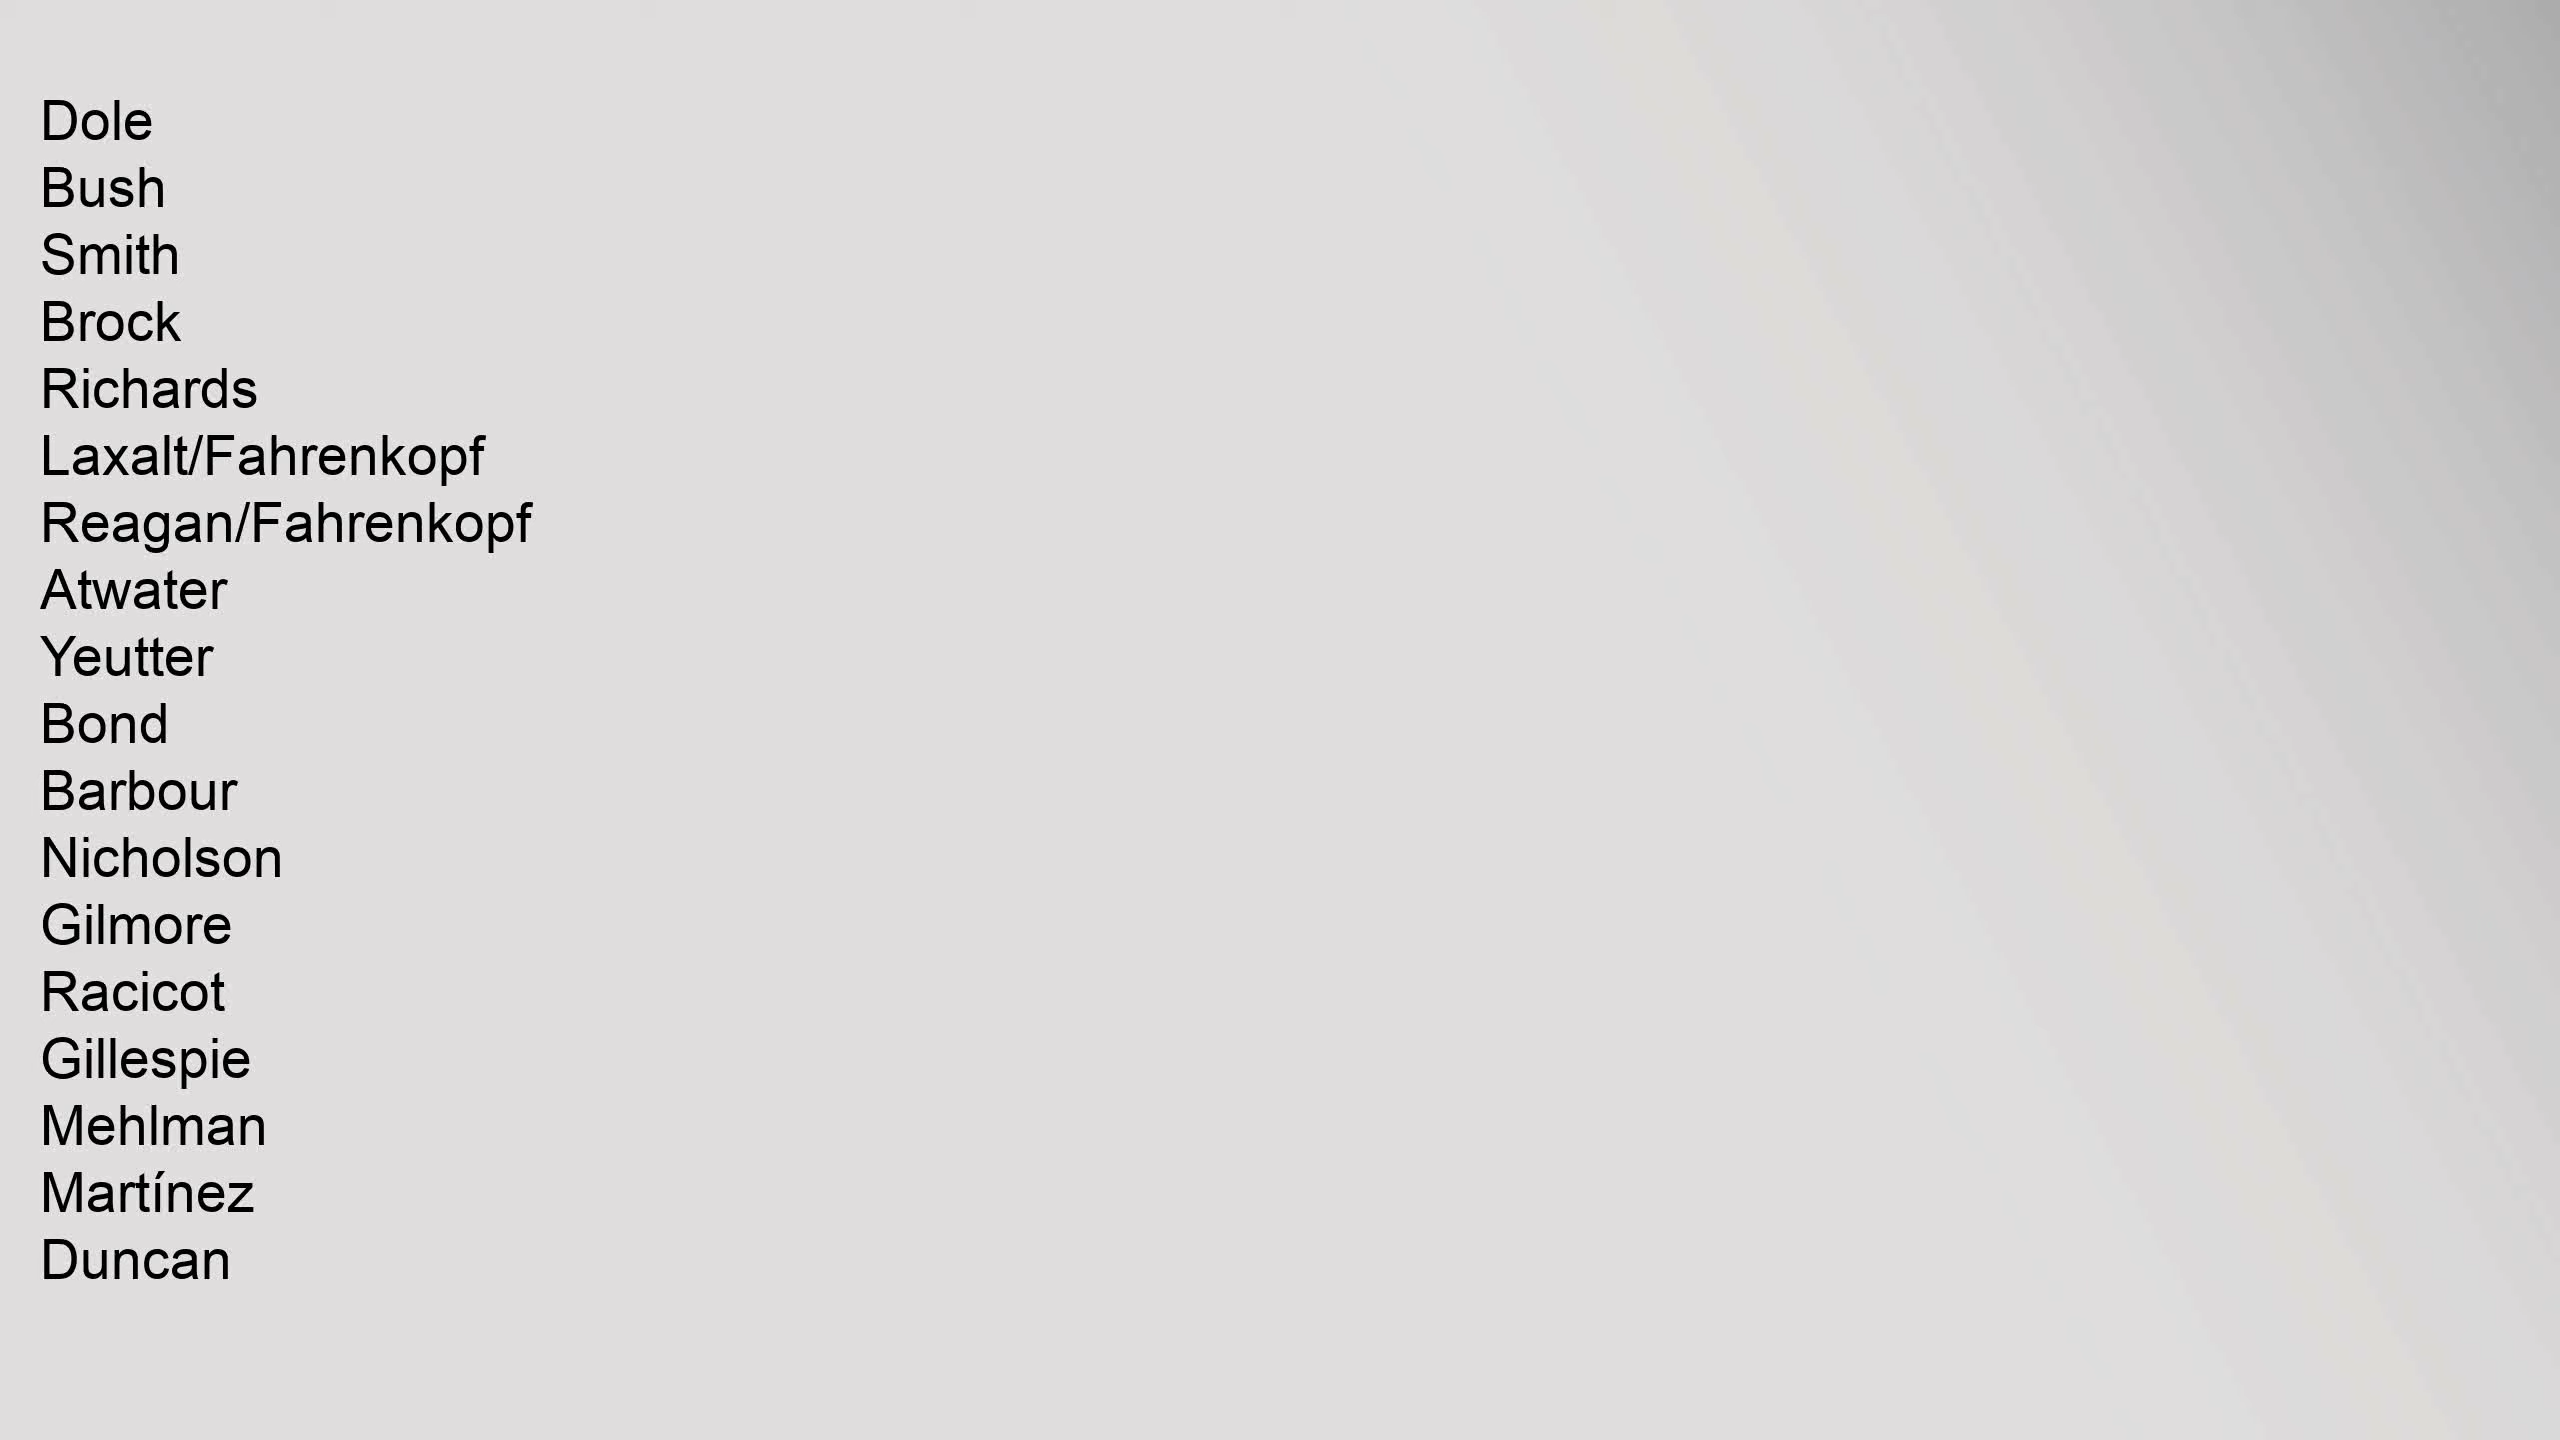 Dole
Bush
Smith
Brock
Richards
Laxalt/Fahrenkopf
Reagan/Fahrenkopf
Atwater
Yeutter
Bond
Barbour
Nicholson
Gilmore
Racicot
Gillespie
Mehlman
Martínez
Duncan